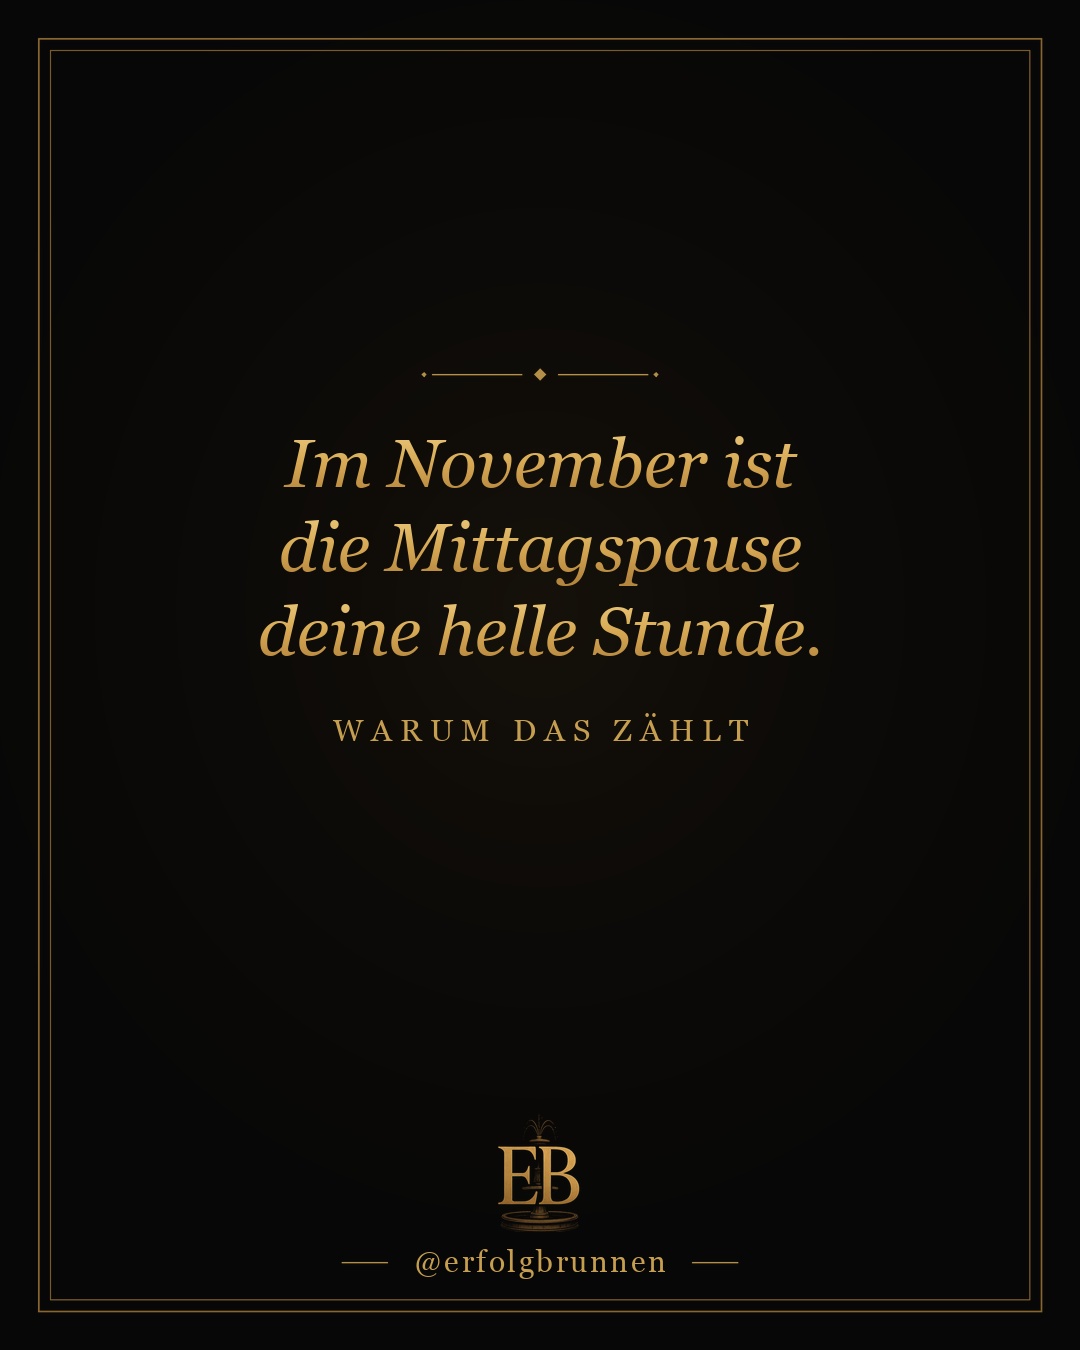 Im November ist
die Mittagspause
deine helle Stunde.
WARUM DAS ZÄHLT
EB
@erfolgbrunnen